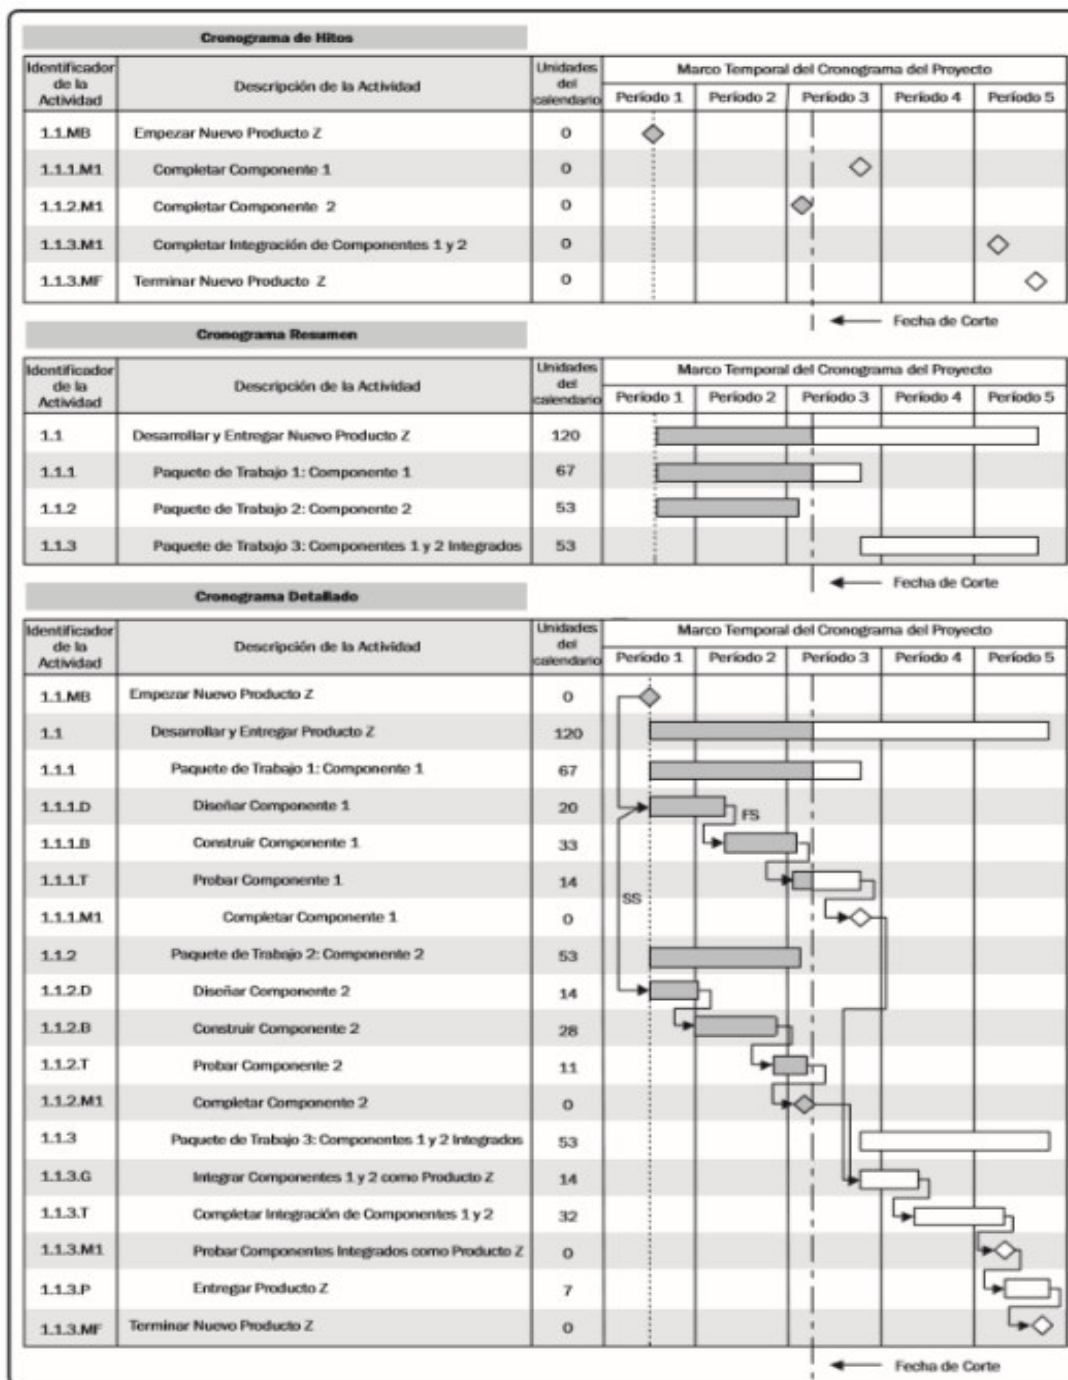 Cronograma de Hitos
Identificador de la Actividad Descripción de la Actividad Unidades del calendario Marco Temporal del Cronograma del Proyecto
Período 1 Período 2 Período 3 Período 4 Período 5
1.1.MB Empezar Nuevo Producto Z 0
1.1.1.M1 Completar Componente 1 0
1.1.2.M1 Completar Componente 2 0
1.1.3.M1 Completar Integración de Componentes 1 y 2 0
1.1.3.MF Terminar Nuevo Producto Z 0
Fecha de Corte
Cronograma Resumen
Identificador de la Actividad Descripción de la Actividad Unidades del calendario Marco Temporal del Cronograma del Proyecto
Período 1 Período 2 Período 3 Período 4 Período 5
1.1 Desarrollar y Entregar Nuevo Producto Z 120
1.1.1 Paquete de Trabajo 1: Componente 1 67
1.1.2 Paquete de Trabajo 2: Componente 2 53
1.1.3 Paquete de Trabajo 3: Componentes 1 y 2 Integrados 53
Fecha de Corte
Cronograma Detallado
Identificador de la Actividad Descripción de la Actividad Unidades del calendario Marco Temporal del Cronograma del Proyecto
Período 1 Período 2 Período 3 Período 4 Período 5
1.1.MB Empezar Nuevo Producto Z 0
1.1 Desarrollar y Entregar Producto Z 120
1.1.1 Paquete de Trabajo 1: Componente 1 67
1.1.1.D Diseñar Componente 1 20 FS
1.1.1.B Construir Componente 1 33
1.1.1.T Probar Componente 1 14
SS
1.1.1.M1 Completar Componente 1 0
1.1.2 Paquete de Trabajo 2: Componente 2 53
1.1.2.D Diseñar Componente 2 14
1.1.2.B Construir Componente 2 28
1.1.2.T Probar Componente 2 11
1.1.2.M1 Completar Componente 2 0
1.1.3 Paquete de Trabajo 3: Componentes 1 y 2 Integrados 53
1.1.3.G Integrar Componentes 1 y 2 como Producto Z 14
1.1.3.T Completar Integración de Componentes 1 y 2 32
1.1.3.M1 Probar Componentes Integrados como Producto Z 0
1.1.3.P Entregar Producto Z 7
1.1.3.MF Terminar Nuevo Producto Z 0
Fecha de Corte